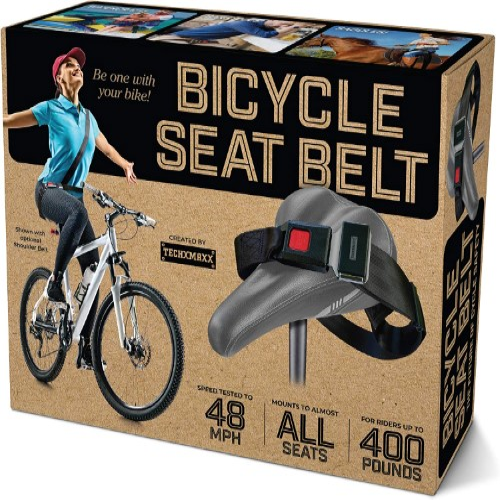 Be one with
your bike!
BICYCLE
SEAT BELT
Shown with
optional
Shoulder Belt
CREATED BY
TECHXMRXX
SPEED TESTED TO
48
MPH
MOUNTS TO ALMOST
ALL
SEATS
FOR RIDERS UP TO
400
POUNDS
BICYCLE
SEAT BELT